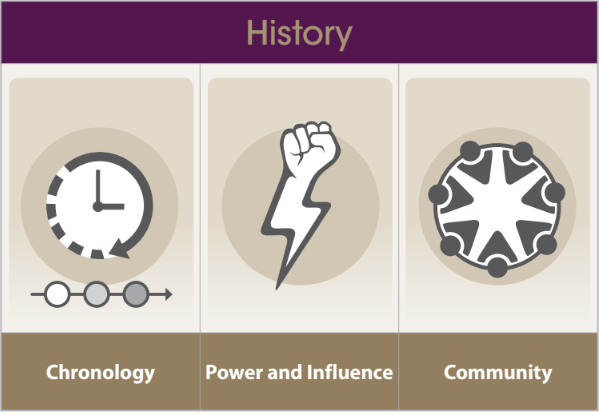 History
Chronology
Power and Influence
Community